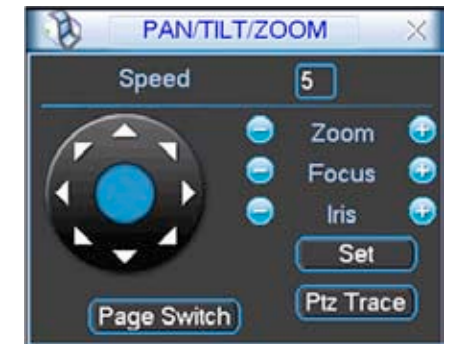 PAN/TILT/ZOOM
Speed 5
Zoom
Focus
Iris
Set
Ptz Trace
Page Switch